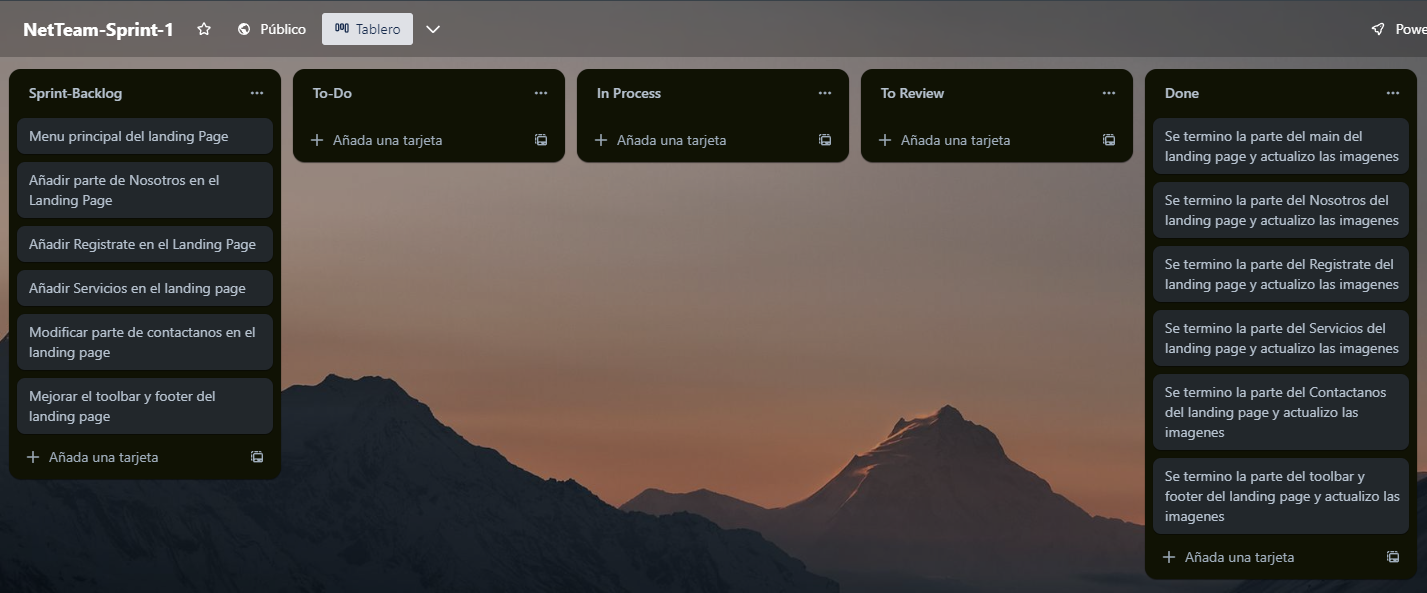 NetTeam-Sprint-1
Público
Tablero
Powe
Sprint-Backlog
Menu principal del landing Page
Añadir parte de Nosotros en el
Landing Page
Añadir Registrate en el Landing Page
Añadir Servicios en el landing page
Modificar parte de contactanos en el
landing page
Mejorar el toolbar y footer del
landing page
Añada una tarjeta
To-Do
Añada una tarjeta
In Process
Añada una tarjeta
To Review
Añada una tarjeta
Done
Se termino la parte del main del
landing page y actualizo las imagenes
Se termino la parte del Nosotros del
landing page y actualizo las imagenes
Se termino la parte del Registrate del
landing page y actualizo las imagenes
Se termino la parte del Servicios del
landing page y actualizo las imagenes
Se termino la parte del Contactanos
del landing page y actualizo las
imagenes
Se termino la parte del toolbar y
footer del landing page y actualizo las
imagenes
Añada una tarjeta